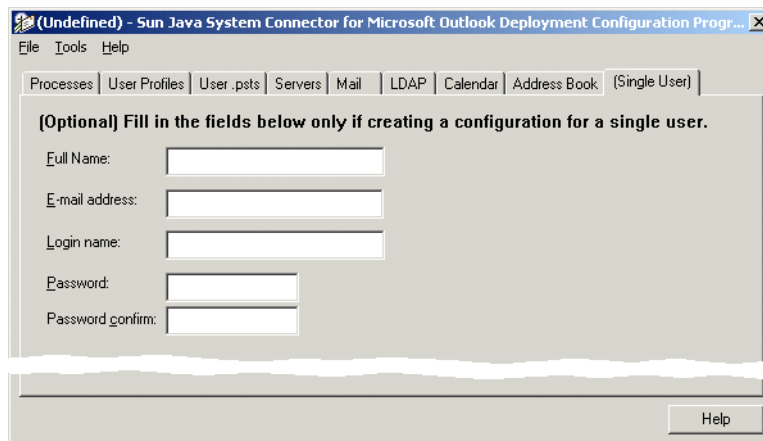 (Undefined) - Sun Java System Connector for Microsoft Outlook Deployment Configuration Progr...
File Tools Help
Processes User Profiles User .psts Servers Mail LDAP Calendar Address Book (Single User)
(Optional) Fill in the fields below only if creating a configuration for a single user.
Full Name:
E-mail address:
Login name:
Password:
Password confirm:
Help